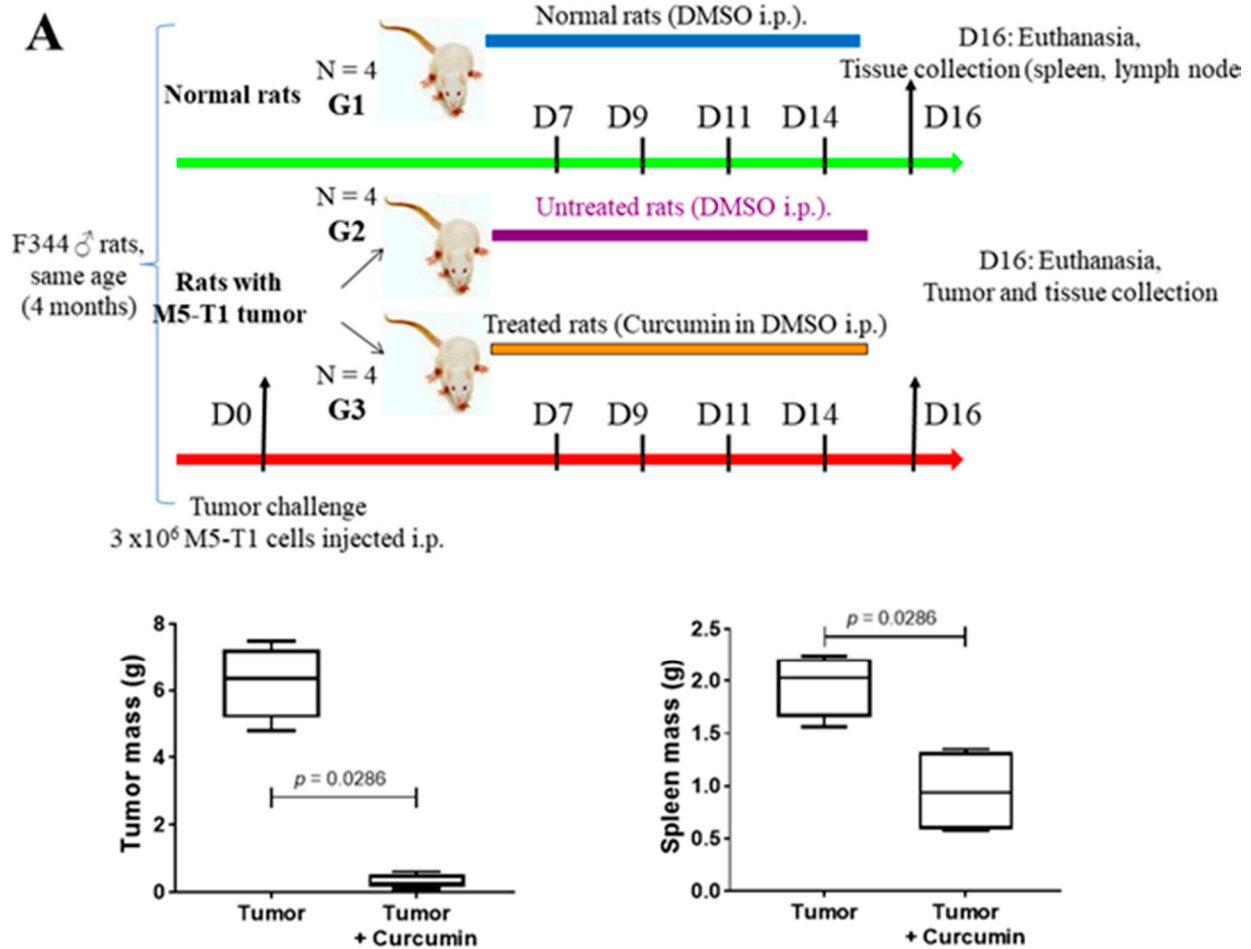 A
Normal rats (DMSO i.p.).
D16: Euthanasia,
Tissue collection (spleen, lymph node
N = 4
G1
Normal rats
D7 D9 D11 D14 D16
N = 4
G2
Untreated rats (DMSO i.p.).
F344 ♂ rats,
same age
(4 months)
Rats with
M5-T1 tumor
D16: Euthanasia,
Tumor and tissue collection
Treated rats (Curcumin in DMSO i.p.)
N = 4
G3
D0 D7 D9 D11 D14 D16
Tumor challenge
3 x10⁶ M5-T1 cells injected i.p.
Tumor mass (g)
8
6
4
2
0
p = 0.0286
Tumor
Tumor
+ Curcumin
Spleen mass (g)
2.5
2.0
1.5
1.0
0.5
0.0
p = 0.0286
Tumor
Tumor
+ Curcumin